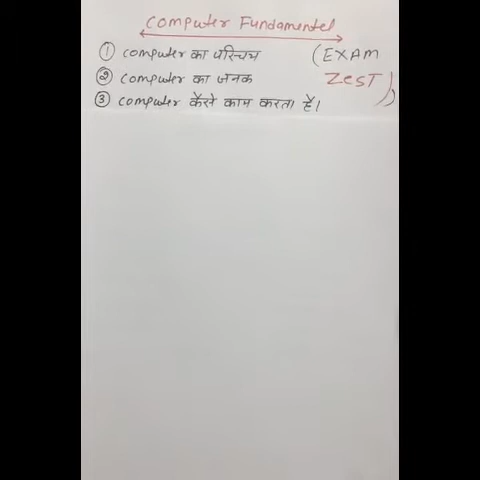 Computer Fundamentel
① Computer का परिचय (EXAM
② Computer का जनक ZEST)
③ Computer कैसे काम करता हैं।